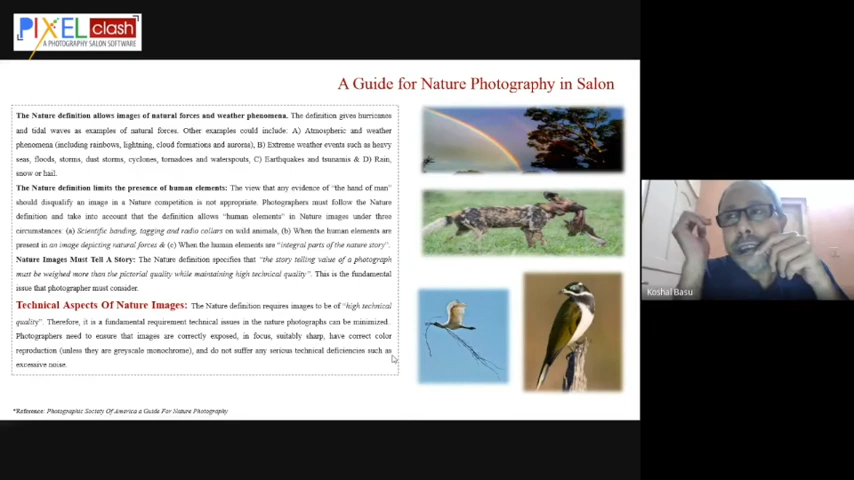 PIXEL clash
A PHOTOGRAPHY SALON SOFTWARE
A Guide for Nature Photography in Salon
The Nature definition allows images of natural forces and weather phenomena. The definition gives hurricanes
and tidal waves as examples of natural forces. Other examples could include: A) Atmospheric and weather
phenomena (including rainbows, lightning, cloud formations and aurora), B) Extreme weather events such as heavy
seas, floods, storms, dust storms, cyclones, tornadoes and waterspouts, C) Earthquakes and tsunamis & D) Rain,
snow or hail.
The Nature definition limits the presence of human elements: The view that any evidence of "the hand of man"
should disqualify an image in a Nature competition is not appropriate. Photographers must follow the Nature
definition and take into account that the definition allows "human elements" in Nature images under three
circumstances: (a) Scientific banding, tagging and radio collars on wild animals, (b) When the human elements are
present in an image depicting natural forces & (c) When the human elements are "integral parts of the nature story".
Nature Images Must Tell A Story: The Nature definition specifies that "the story telling value of a photograph
must be weighed more than the pictorial quality while maintaining high technical quality". This is the fundamental
issue that photographer must consider.
Technical Aspects Of Nature Images: The Nature definition requires images to be of "high technical
quality". Therefore, it is a fundamental requirement technical issues in the nature photographs can be minimized.
Photographers need to ensure that images are correctly exposed, in focus, suitably sharp, have correct color
reproduction (unless they are greyscale monochrome), and do not suffer any serious technical deficiencies such as
excessive noise.
*Reference: Photographic Society Of America a Guide For Nature Photography
Koshal Basu